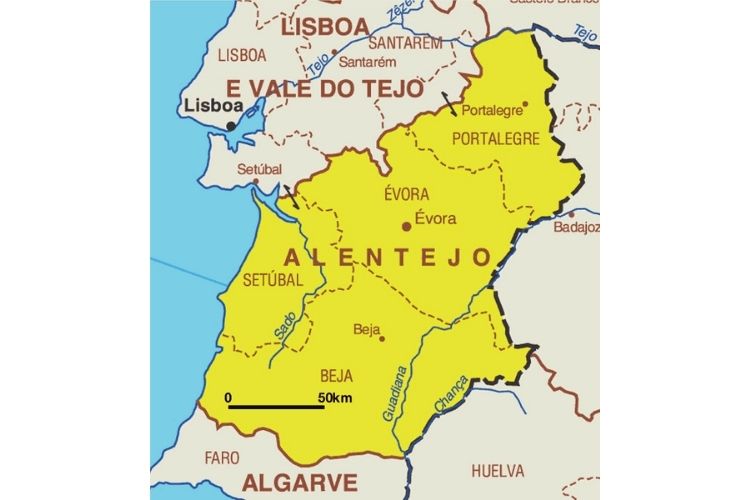 Castelo Branco
LISBOA
Zêzere
SANTARÉM
Tejo
LISBOA
Tejo
Santarém
E VALE DO TEJO
Lisboa
Portalegre
PORTALEGRE
Setúbal
ÉVORA
Évora
Badajoz
ALENTEJO
SETÚBAL
Sado
Beja
BEJA
Guadiana
Chança
0 50km
FARO
ALGARVE
HUELVA